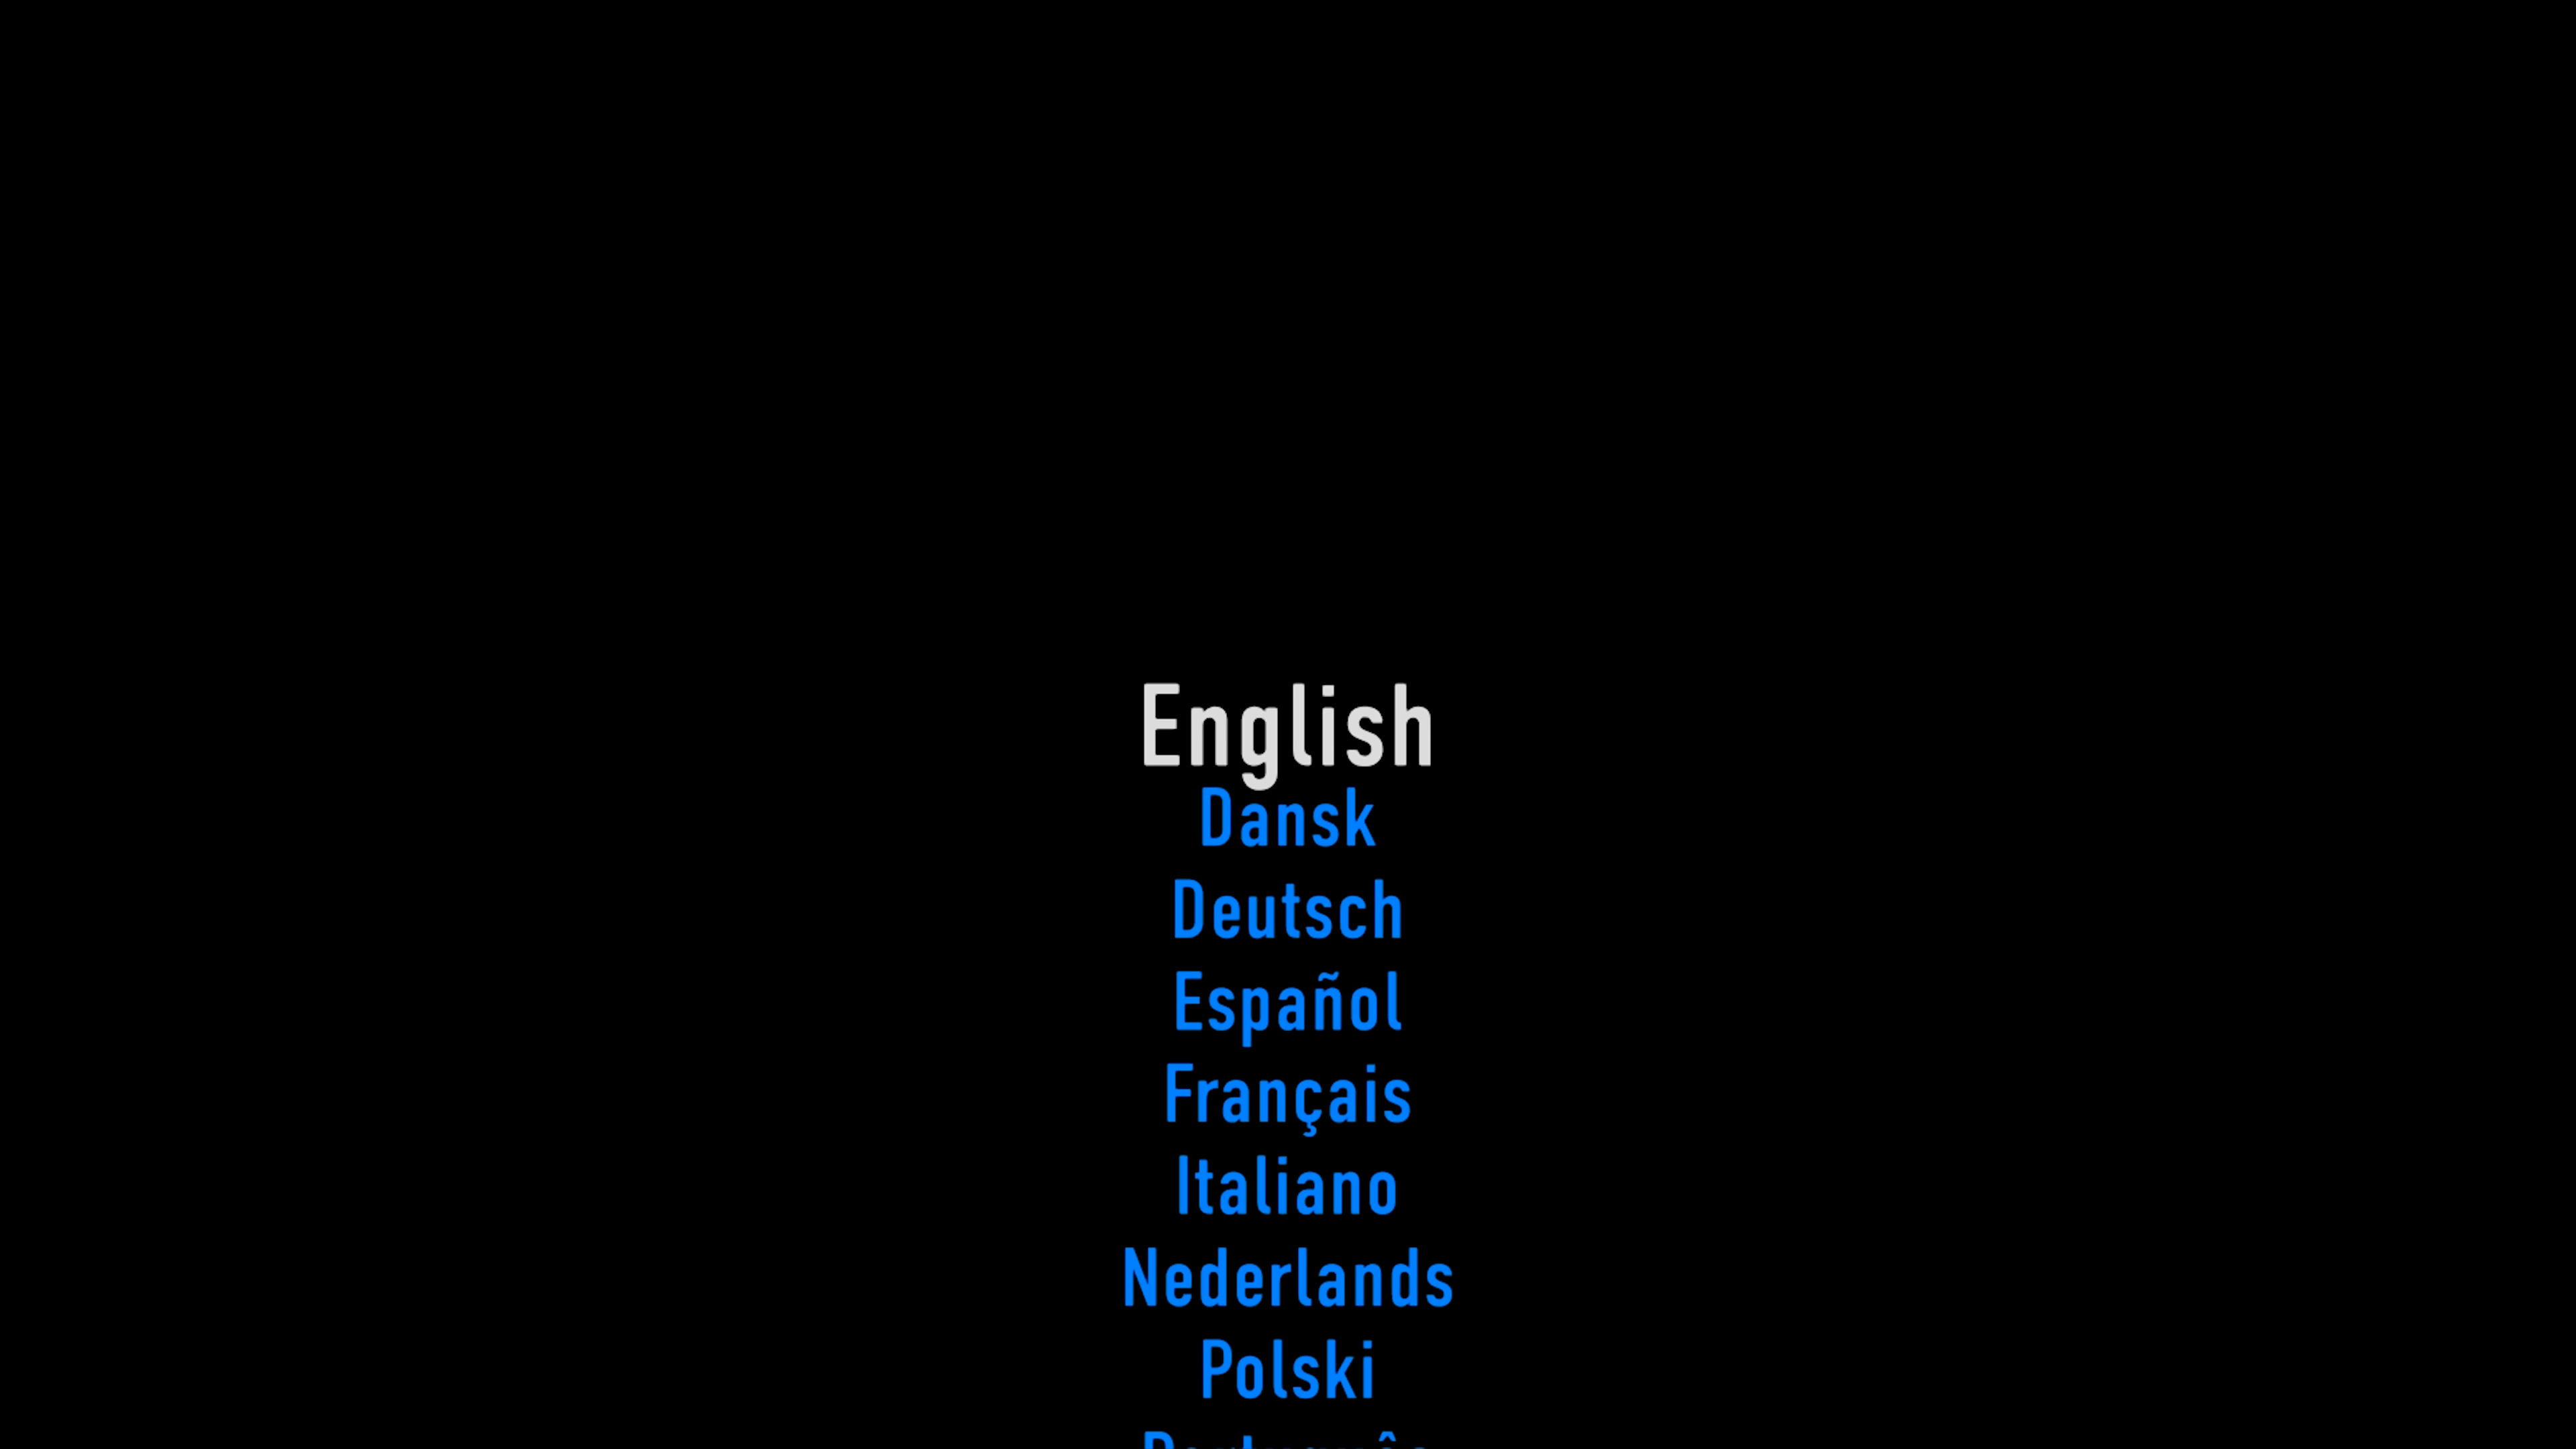 English
Dansk
Deutsch
Español
Français
Italiano
Nederlands
Polski